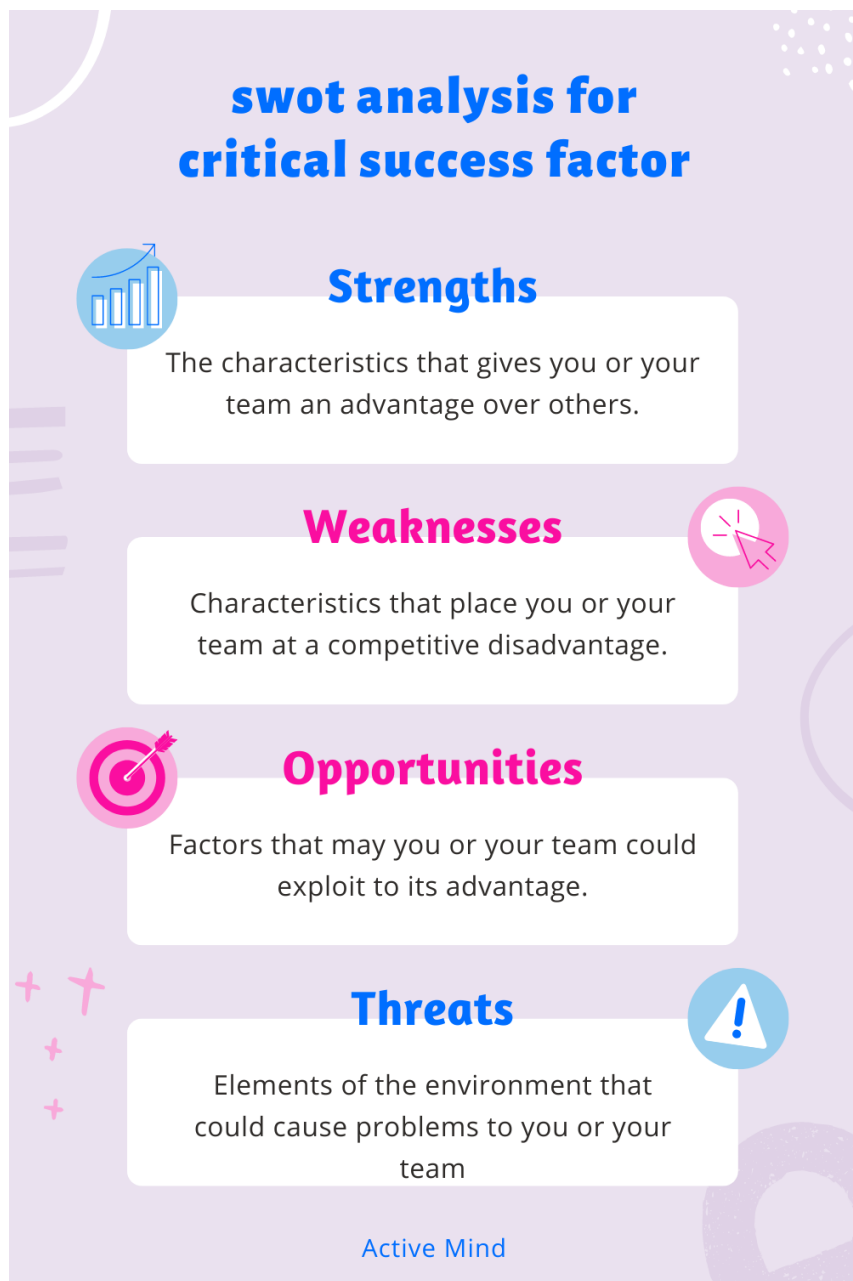 swot analysis for
critical success factor
Strengths
The characteristics that gives you or your
team an advantage over others.
Weaknesses
Characteristics that place you or your
team at a competitive disadvantage.
Opportunities
Factors that may you or your team could
exploit to its advantage.
Threats
Elements of the environment that
could cause problems to you or your
team
Active Mind